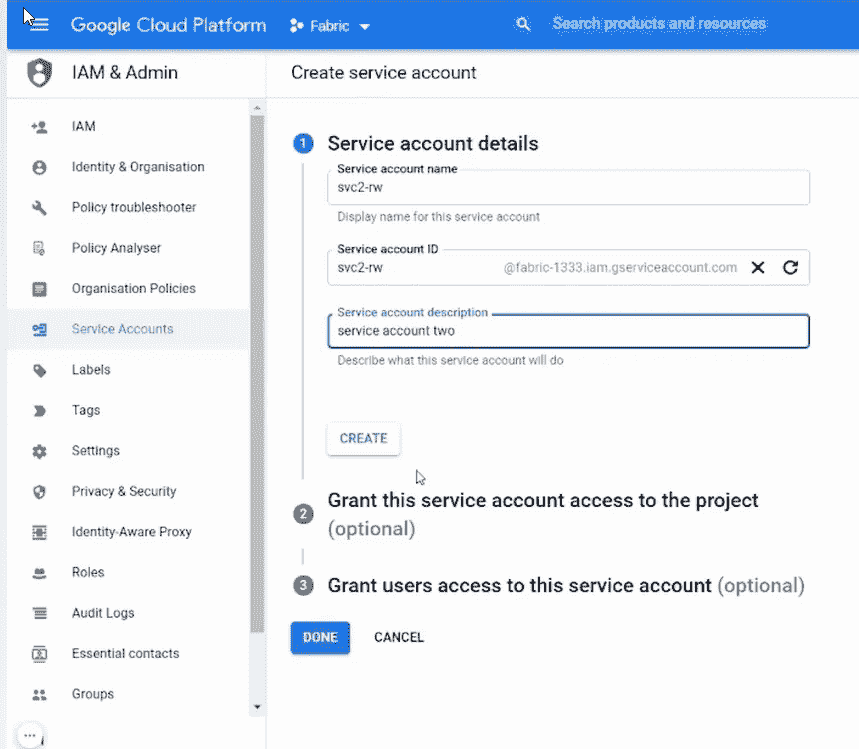 Google Cloud Platform
Fabric
Search products and resources
IAM & Admin
Create service account
IAM
Identity & Organisation
Policy troubleshooter
Policy Analyser
Organisation Policies
Service Accounts
Labels
Tags
Settings
Privacy & Security
Identity-Aware Proxy
Roles
Audit Logs
Essential contacts
Groups
1 Service account details
Service account name
svc2-rw
Display name for this service account
Service account ID
svc2-rw @fabric-1333.iam.gserviceaccount.com
Service account description
service account two
Describe what this service account will do
CREATE
2 Grant this service account access to the project
(optional)
3 Grant users access to this service account (optional)
DONE CANCEL